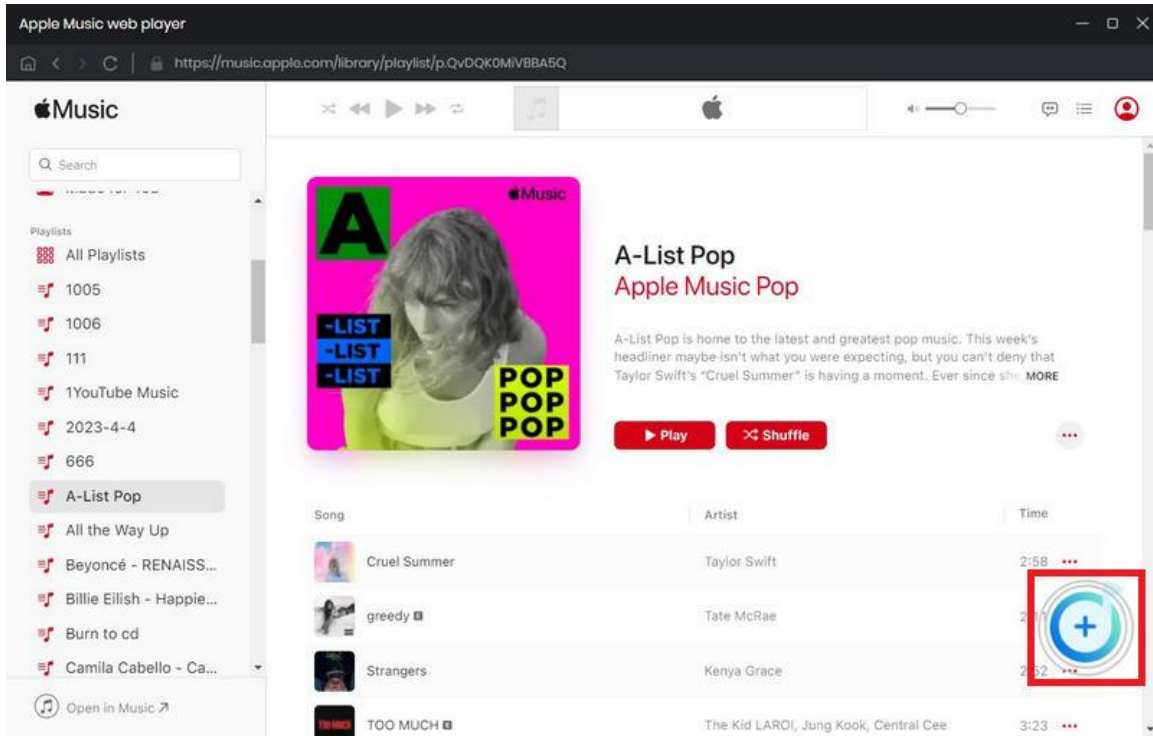 Apple Music web player
https://music.apple.com/library/playlist/p.QvDQK0MiVBBA5Q
Music
Search
Made for You
Playlists
All Playlists
1005
1006
111
1YouTube Music
2023-4-4
666
A-List Pop
All the Way Up
Beyoncé - RENAISS...
Billie Eilish - Happie...
Burn to cd
Camila Cabello - Ca...
Open in Music
Music
A
-LIST
-LIST
-LIST
POP
POP
POP
A-List Pop
Apple Music Pop
A-List Pop is home to the latest and greatest pop music. This week's
headliner maybe isn't what you were expecting, but you can't deny that
Taylor Swift's "Cruel Summer" is having a moment. Ever since she MORE
Play
Shuffle
Song Artist Time
Cruel Summer Taylor Swift 2:58
greedy E Tate McRae
Strangers Kenya Grace 2:52
TOO MUCH E The Kid LAROI, Jung Kook, Central Cee 3:23